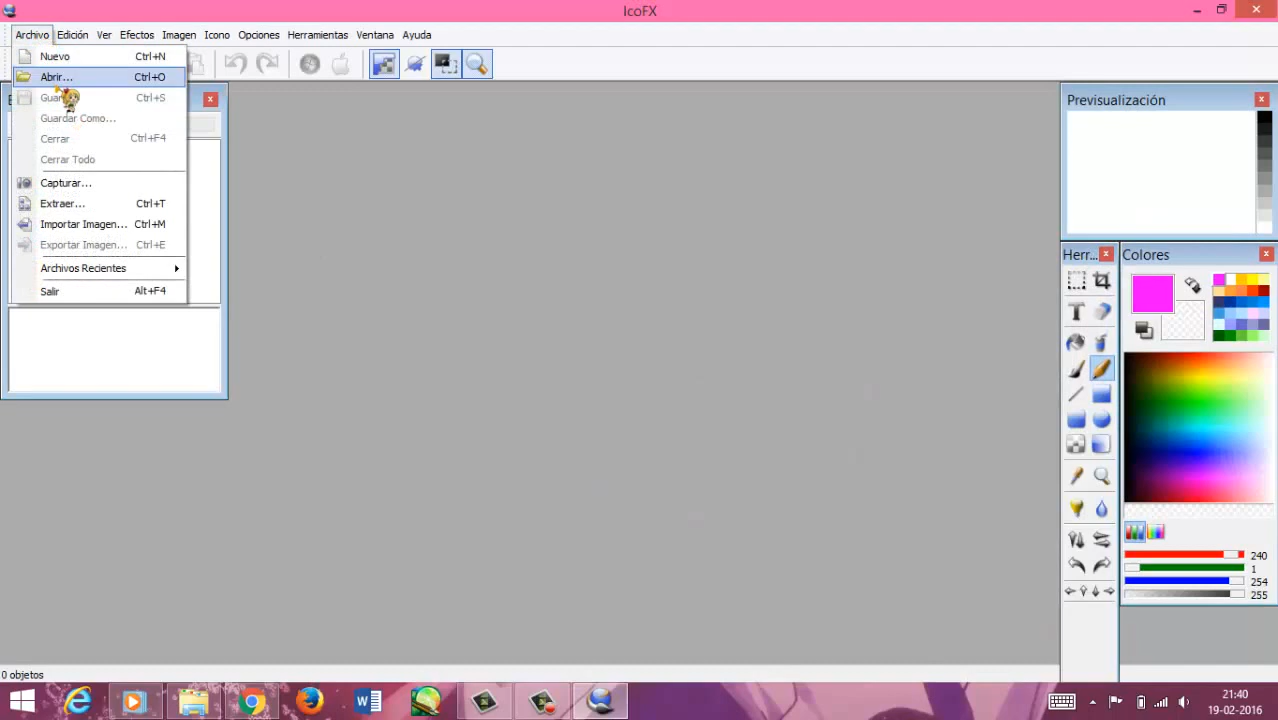 IcoFX
Archivo Edición Ver Efectos Imagen Icono Opciones Herramientas Ventana Ayuda
Nuevo Ctrl+N
Abrir... Ctrl+O
Ctrl+S
Guardar Como...
Cerrar Ctrl+F4
Cerrar Todo
Capturar...
Extraer... Ctrl+T
Importar Imagen... Ctrl+M
Exportar Imagen... Ctrl+E
Archivos Recientes
Salir Alt+F4
Previsualización
Herr...
Colores
240
1
254
255
0 objetos
21:40
19-02-2016